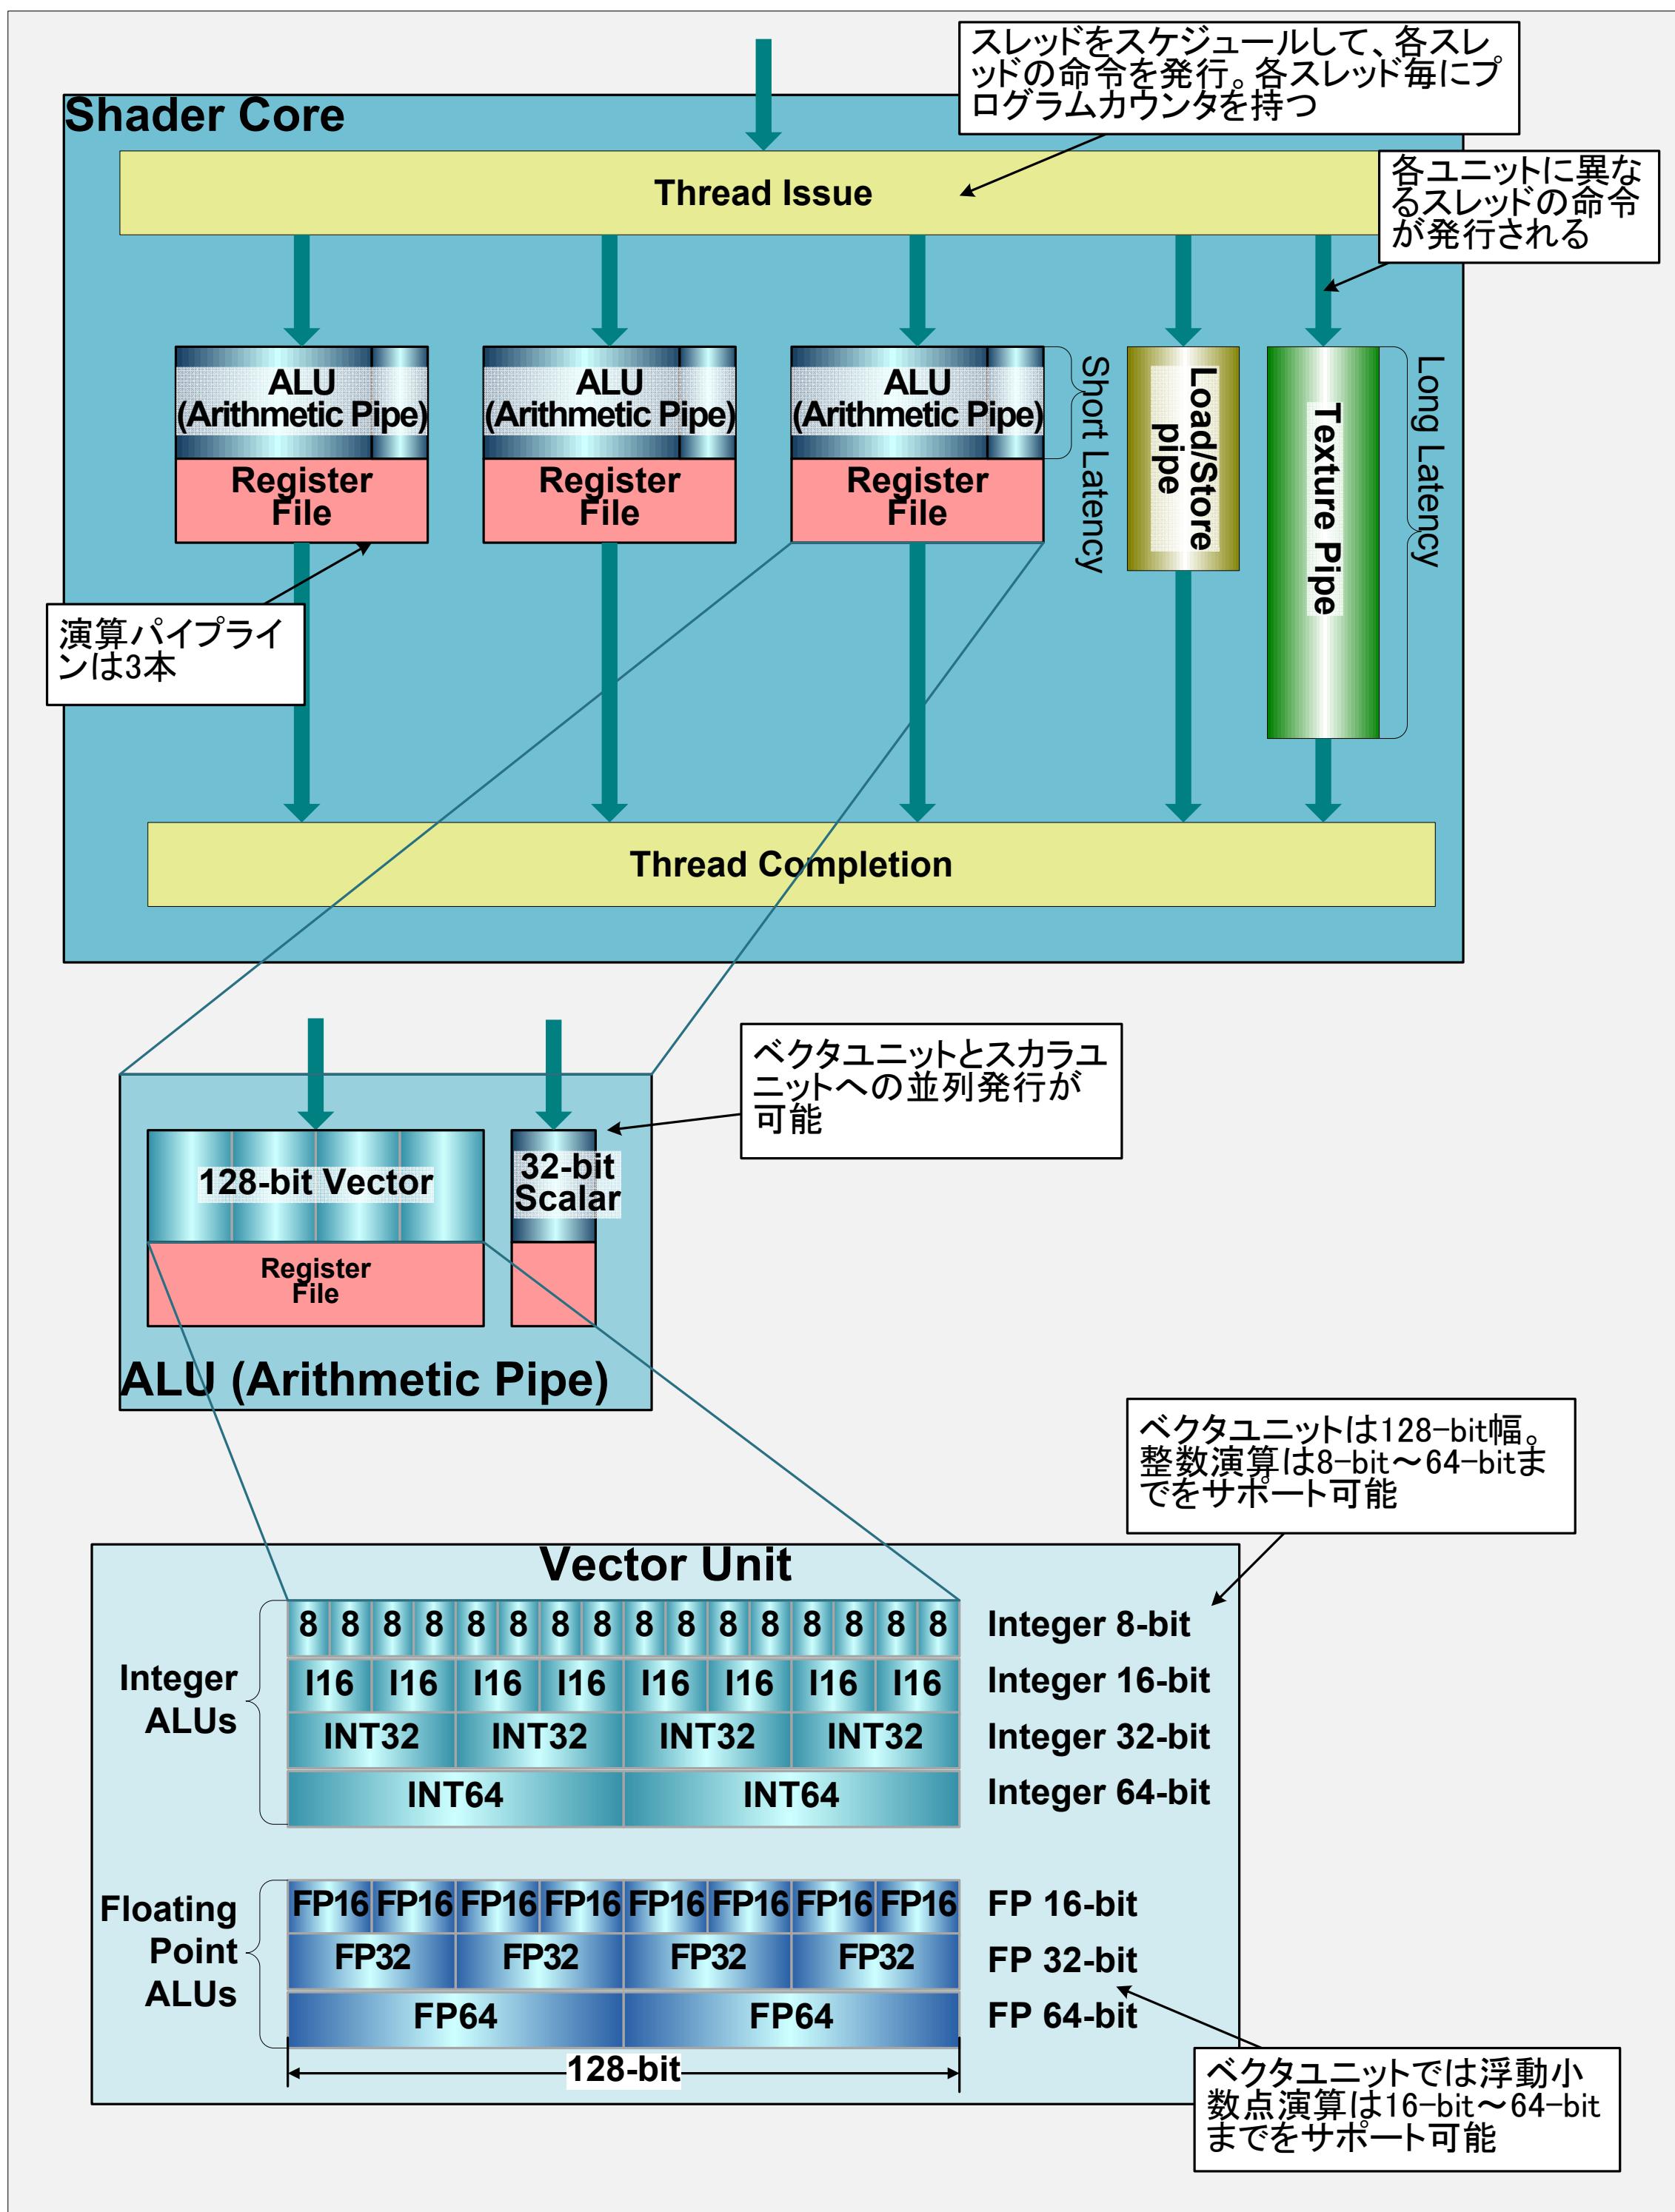 スレッドをスケジュールして、各スレ
ッドの命令を発行。各スレッド毎にプ
ログラムカウンタを持つ
Shader Core
Thread Issue
各ユニットに異な
るスレッドの命令
が発行される
ALU
(Arithmetic Pipe)
Register
File
ALU
(Arithmetic Pipe)
Register
File
ALU
(Arithmetic Pipe)
Register
File
Short Latency
Load/Store
pipe
Texture Pipe
Long Latency
演算パイプライ
ンは3本
Thread Completion
ベクタユニットとスカラユ
ニットへの並列発行が
可能
128-bit Vector
Register
File
32-bit
Scalar
ALU (Arithmetic Pipe)
ベクタユニットは128-bit幅。
整数演算は8-bit～64-bitま
でをサポート可能
Vector Unit
Integer
ALUs
8 8 8 8 8 8 8 8 8 8 8 8 8 8 8 8 Integer 8-bit
I16 I16 I16 I16 I16 I16 I16 I16 Integer 16-bit
INT32 INT32 INT32 INT32 Integer 32-bit
INT64 INT64 Integer 64-bit
Floating
Point
ALUs
FP16 FP16 FP16 FP16 FP16 FP16 FP16 FP16 FP 16-bit
FP32 FP32 FP32 FP32 FP 32-bit
FP64 FP64 FP 64-bit
128-bit
ベクタユニットでは浮動小
数点演算は16-bit～64-bit
までをサポート可能